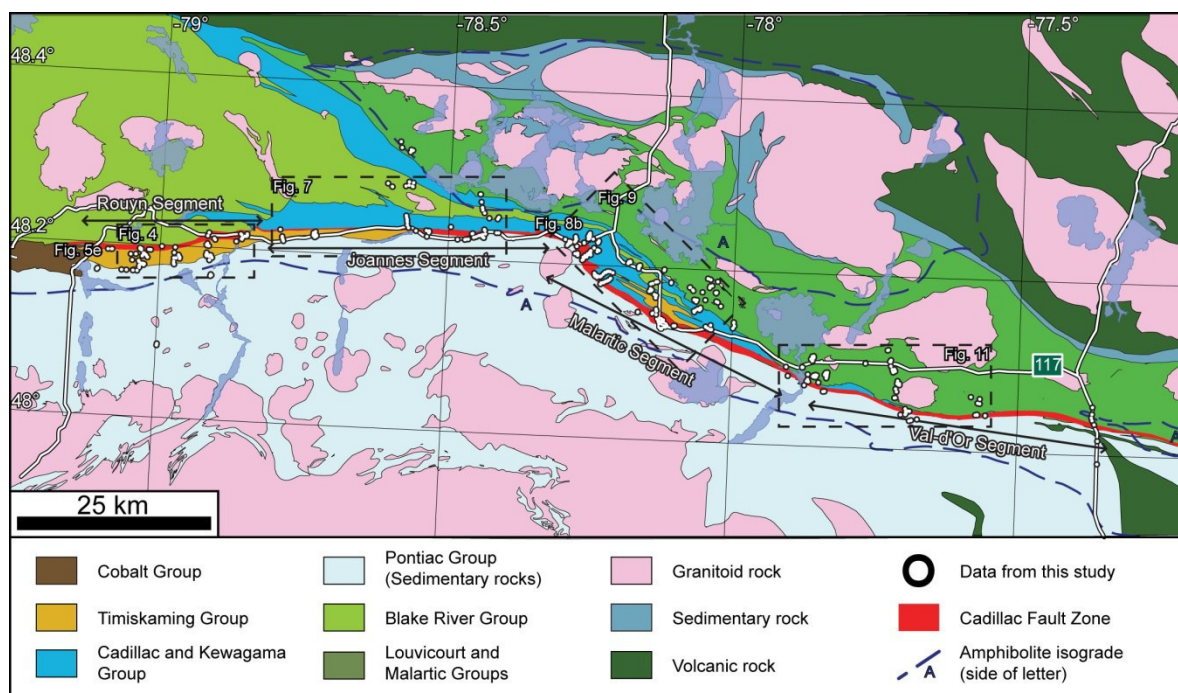 -79°
-78.5°
-78°
-77.5°
48.4°
Fig. 7
Fig. 9
A
48.2°
Rouyn Segment
Fig. 8b
Fig. 4
A
Fig. 5e
Joannes Segment
A
Malartic Segment
Fig. 11
117
48°
Val-d'Or Segment
A
25 km
Cobalt Group
Pontiac Group
(Sedimentary rocks)
Granitoid rock
Data from this study
Timiskaming Group
Blake River Group
Sedimentary rock
Cadillac Fault Zone
Cadillac and Kewagama
Group
Louvicourt and
Malartic Groups
Volcanic rock
A
Amphibolite isograde
(side of letter)